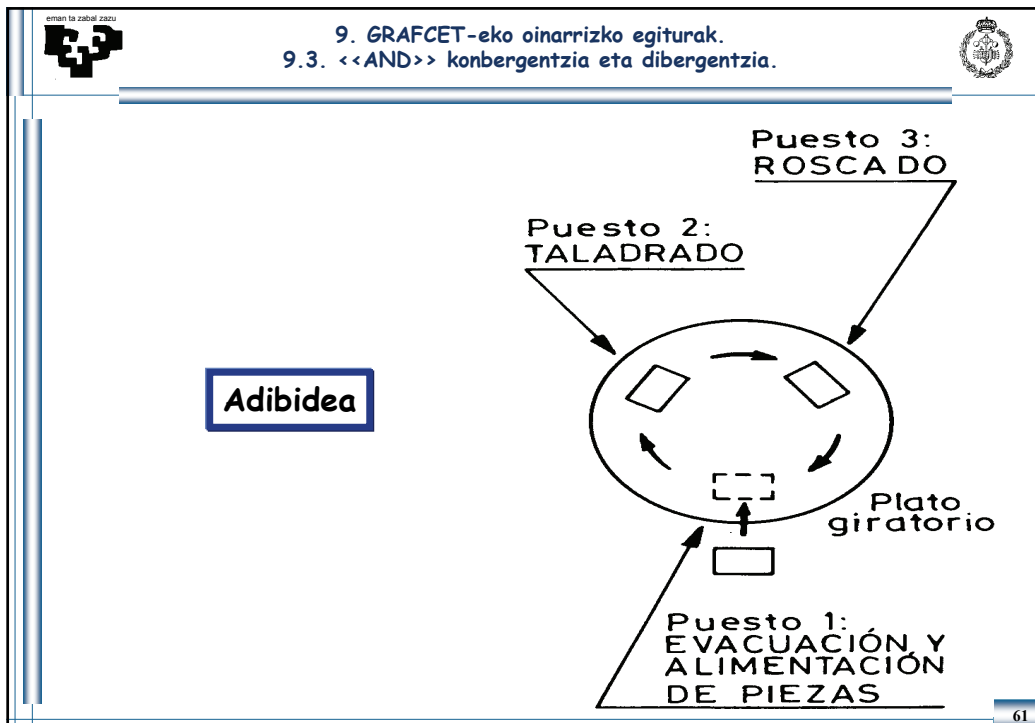 eman ta zabal zazu
9. GRAFCET-eko oinarrizko egiturak.
9.3. <<AND>> konbergentzia eta dibergentzia.
Puesto 3:
ROSCADO
Puesto 2:
TALADRADO
Adibidea
Plato
giratorio
Puesto 1:
EVACUACIÓN Y
ALIMENTACIÓN
DE PIEZAS
61